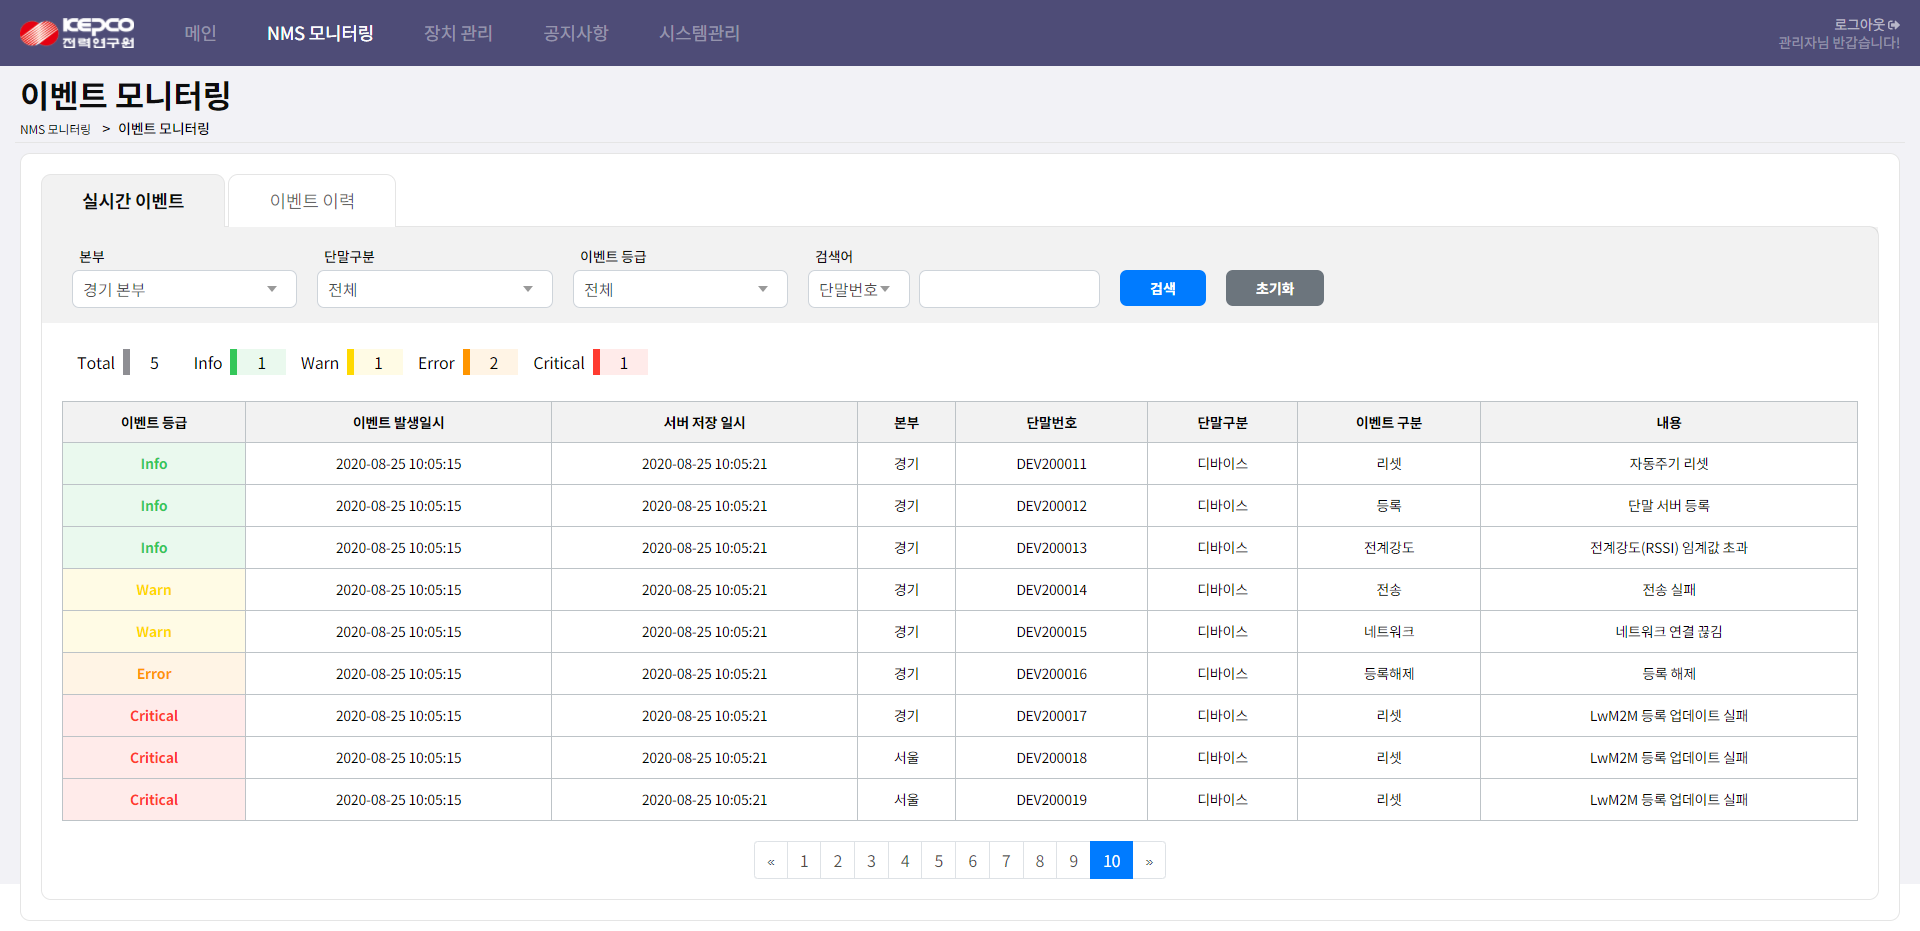 KEPCO 전력연구원
메인 NMS 모니터링 장치 관리 공지사항 시스템관리
로그아웃
관리자님 반갑습니다!
이벤트 모니터링
NMS 모니터링 > 이벤트 모니터링
실시간 이벤트 이벤트 이력
본부 단말구분 이벤트 등급 검색어
경기 본부 전체 전체 단말번호 검색 초기화
Total 5 Info 1 Warn 1 Error 2 Critical 1
이벤트 등급 이벤트 발생일시 서버 저장 일시 본부 단말번호 단말구분 이벤트 구분 내용
Info 2020-08-25 10:05:15 2020-08-25 10:05:21 경기 DEV200011 디바이스 리셋 자동주기 리셋
Info 2020-08-25 10:05:15 2020-08-25 10:05:21 경기 DEV200012 디바이스 등록 단말 서버 등록
Info 2020-08-25 10:05:15 2020-08-25 10:05:21 경기 DEV200013 디바이스 전계강도 전계강도(RSSI) 임계값 초과
Warn 2020-08-25 10:05:15 2020-08-25 10:05:21 경기 DEV200014 디바이스 전송 전송 실패
Warn 2020-08-25 10:05:15 2020-08-25 10:05:21 경기 DEV200015 디바이스 네트워크 네트워크 연결 끊김
Error 2020-08-25 10:05:15 2020-08-25 10:05:21 경기 DEV200016 디바이스 등록해제 등록 해제
Critical 2020-08-25 10:05:15 2020-08-25 10:05:21 경기 DEV200017 디바이스 리셋 LwM2M 등록 업데이트 실패
Critical 2020-08-25 10:05:15 2020-08-25 10:05:21 서울 DEV200018 디바이스 리셋 LwM2M 등록 업데이트 실패
Critical 2020-08-25 10:05:15 2020-08-25 10:05:21 서울 DEV200019 디바이스 리셋 LwM2M 등록 업데이트 실패
« 1 2 3 4 5 6 7 8 9 10 »